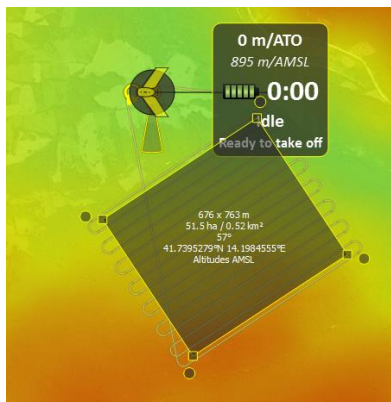 0 m/ATO
895 m/AMSL
0:00
Idle
Ready to take off
676 x 763 m
51.5 ha / 0.52 km²
57°
41.7395279°N 14.1984555°E
Altitudes AMSL